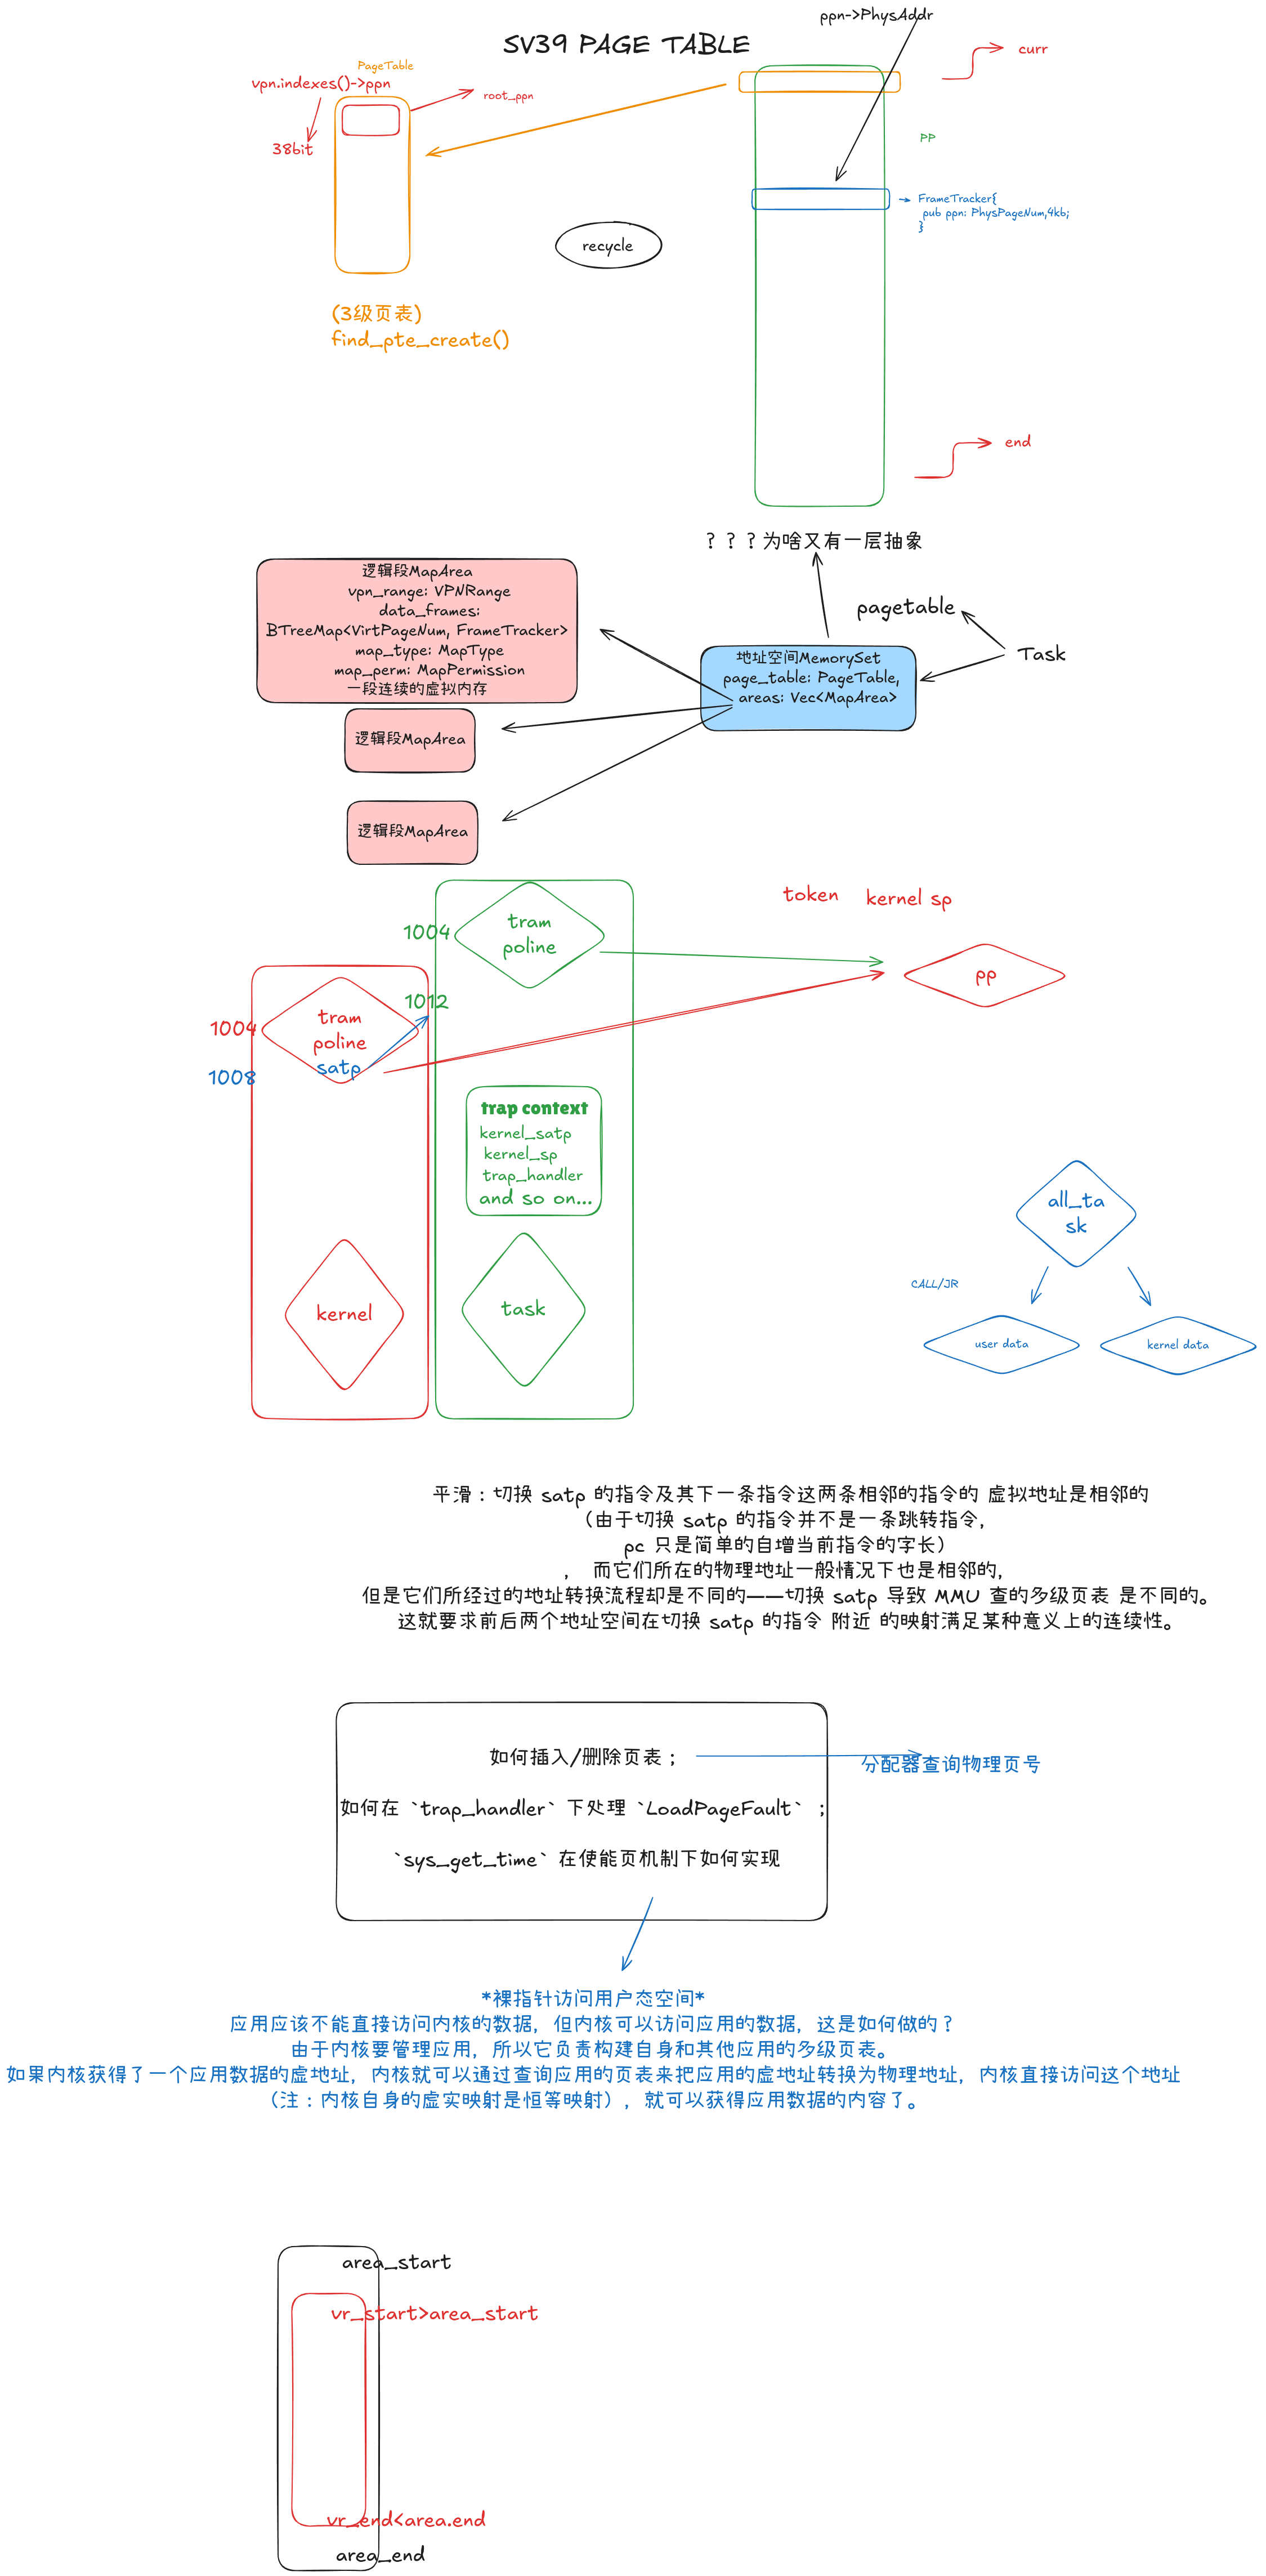 ppn->PhysAddr
SV39 PAGE TABLE
curr
PageTable
vpn.indexes()->ppn
root_ppn
38bit
PP
FrameTracker{
pub ppn: PhysPageNum,4kb;
}
recycle
(3级页表)
find_pte_create()
end
？？？为啥又有一层抽象
逻辑段MapArea
vpn_range: VPNRange
data_frames:
BTreeMap<VirtPageNum, FrameTracker>
map_type: MapType
map_perm: MapPermission
一段连续的虚拟内存
pagetable
Task
地址空间MemorySet
page_table: PageTable,
areas: Vec<MapArea>
逻辑段MapArea
逻辑段MapArea
token
kernel sp
1004
tram
poline
pp
1012
1004
tram
poline
satp
1008
trap context
kernel_satp
kernel_sp
trap_handler
and so on...
all_ta
sk
CALL/JR
kernel
task
user data
kernel data
平滑：切换 satp 的指令及其下一条指令这两条相邻的指令的 虚拟地址是相邻的
（由于切换 satp 的指令并不是一条跳转指令，
pc 只是简单的自增当前指令的字长）
， 而它们所在的物理地址一般情况下也是相邻的，
但是它们所经过的地址转换流程却是不同的——切换 satp 导致 MMU 查的多级页表 是不同的。
这就要求前后两个地址空间在切换 satp 的指令 附近 的映射满足某种意义上的连续性。
如何插入/删除页表；
分配器查询物理页号
如何在 `trap_handler` 下处理 `LoadPageFault` ；
`sys_get_time` 在使能页机制下如何实现
*裸指针访问用户态空间*
应用应该不能直接访问内核的数据，但内核可以访问应用的数据，这是如何做的？
由于内核要管理应用，所以它负责构建自身和其他应用的多级页表。
如果内核获得了一个应用数据的虚地址，内核就可以通过查询应用的页表来把应用的虚地址转换为物理地址，内核直接访问这个地址
（注：内核自身的虚实映射是恒等映射），就可以获得应用数据的内容了。
area_start
vr_start>area_start
vr_end<area.end
area_end